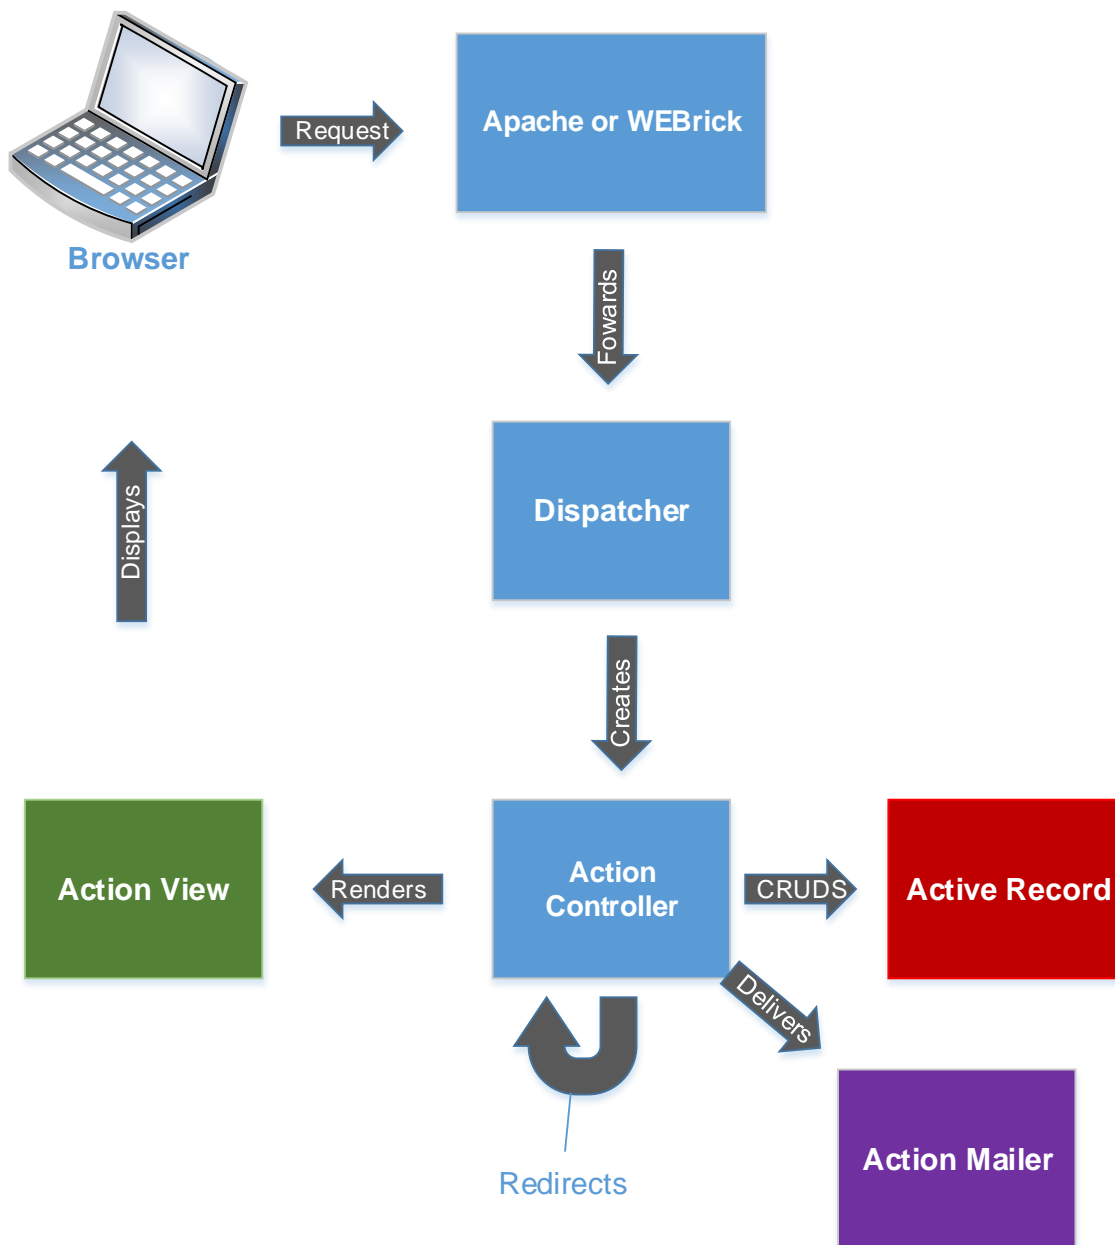 Request
Apache or WEBrick
Browser
Fowards
Dispatcher
Displays
Creates
Action View
Renders
Action
Controller
CRUDS
Active Record
Delivers
Redirects
Action Mailer